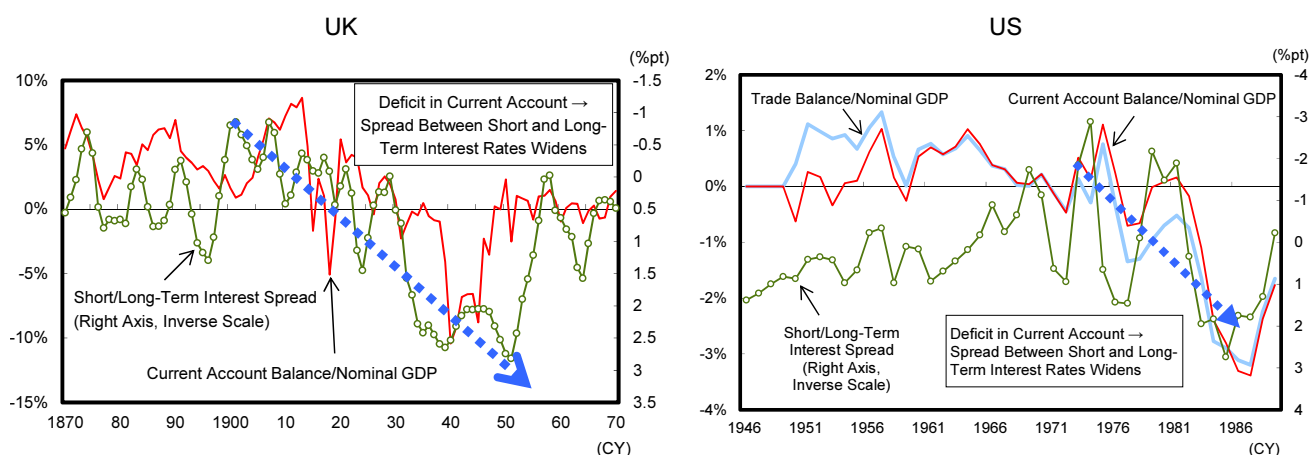 UK
(%pt)
10%
5%
0%
-5%
-10%
-15%
-1.5
-1
-0.5
0
0.5
1
1.5
2
2.5
3
3.5
Deficit in Current Account →
Spread Between Short and Long-
Term Interest Rates Widens
Short/Long-Term Interest Spread
(Right Axis, Inverse Scale)
Current Account Balance/Nominal GDP
1870 80 90 1900 10 20 30 40 50 60 70
(CY)
US
(%pt)
2%
1%
0%
-1%
-2%
-3%
-4%
-4
-3
-2
-1
0
1
2
3
4
Trade Balance/Nominal GDP
Current Account Balance/Nominal GDP
Short/Long-Term
Interest Spread
(Right Axis,
Inverse Scale)
Deficit in Current Account →
Spread Between Short and Long-
Term Interest Rates Widens
1946 1951 1956 1961 1966 1971 1976 1981 1986
(CY)